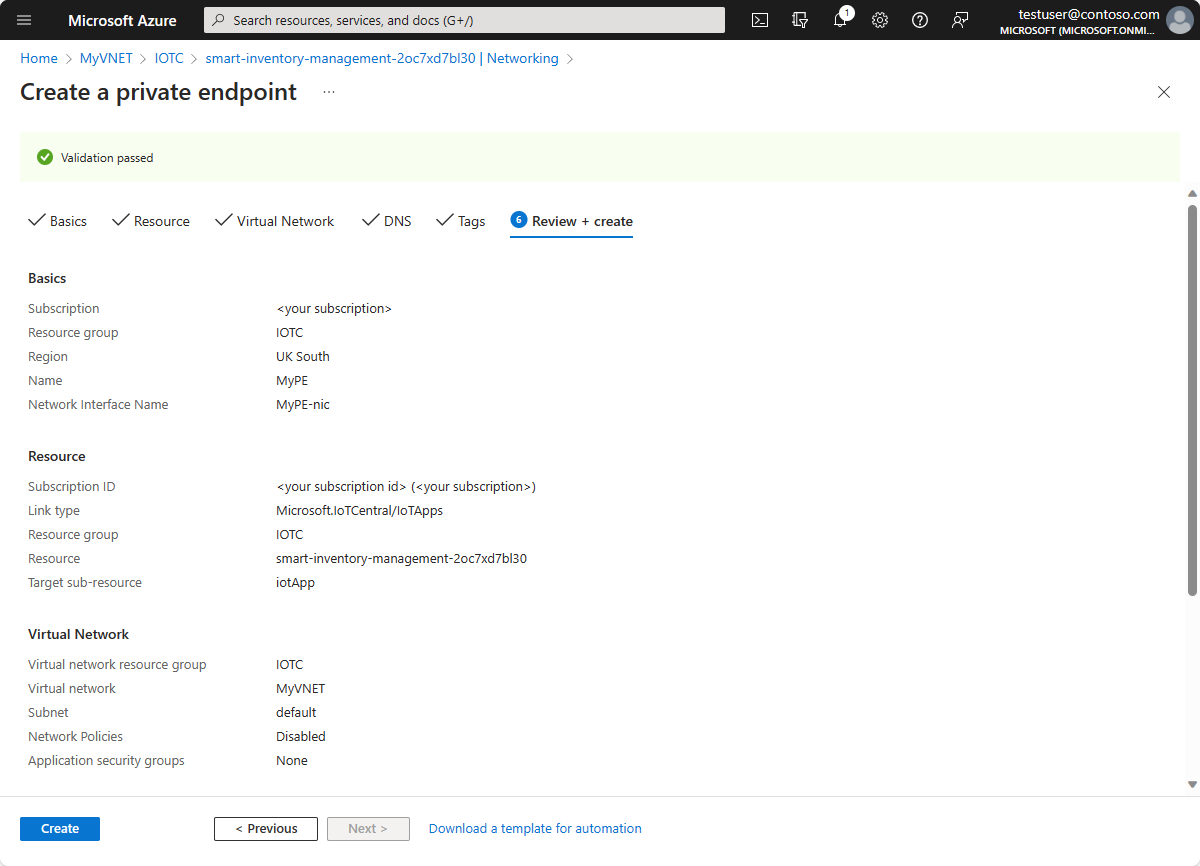 Microsoft Azure
Search resources, services, and docs (G+/)
1
testuser@contoso.com
MICROSOFT (MICROSOFT.ONMI...
Home > MyVNET > IOTC > smart-inventory-management-2oc7xd7bl30 | Networking >
Create a private endpoint ...
Validation passed
Basics Resource Virtual Network DNS Tags 6 Review + create
Basics
Subscription <your subscription>
Resource group IOTC
Region UK South
Name MyPE
Network Interface Name MyPE-nic
Resource
Subscription ID <your subscription id> (<your subscription>)
Link type Microsoft.IoTCentral/IoTApps
Resource group IOTC
Resource smart-inventory-management-2oc7xd7bl30
Target sub-resource iotApp
Virtual Network
Virtual network resource group IOTC
Virtual network MyVNET
Subnet default
Network Policies Disabled
Application security groups None
Create < Previous Next > Download a template for automation